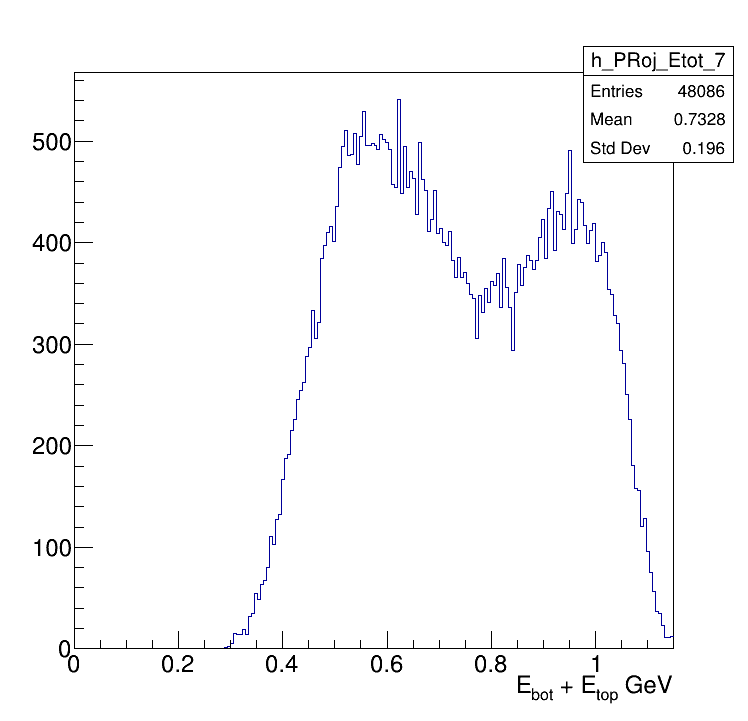 h_PRoj_Etot_7
Entries 48086
Mean 0.7328
Std Dev 0.196
500
400
300
200
100
0
0 0.2 0.4 0.6 0.8 1
E_bot + E_top GeV